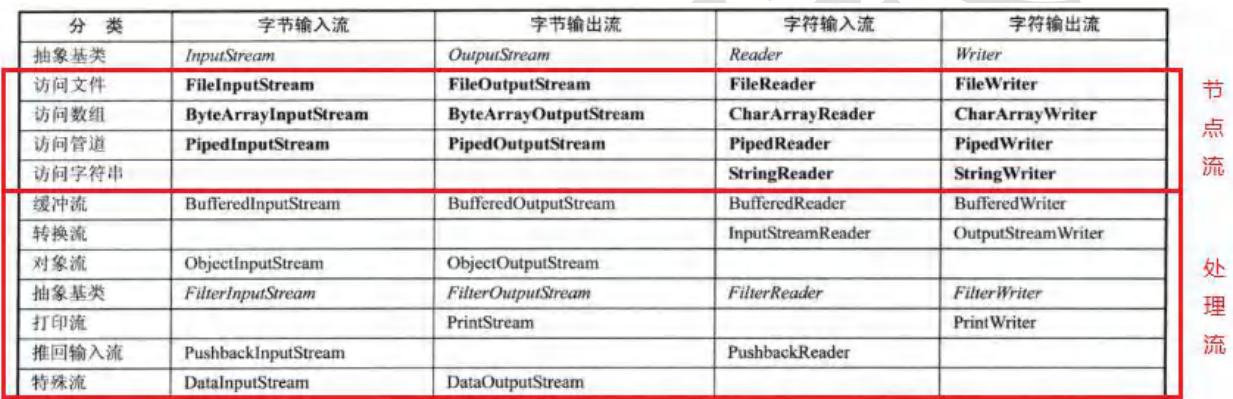 分 类 字节输入流 字节输出流 字符输入流 字符输出流
抽象基类 InputStream OutputStream Reader Writer
访问文件 FileInputStream FileOutputStream FileReader FileWriter
访问数组 ByteArrayInputStream ByteArrayOutputStream CharArrayReader CharArrayWriter
访问管道 PipedInputStream PipedOutputStream PipedReader PipedWriter
访问字符串 StringReader StringWriter
节点流
缓冲流 BufferedInputStream BufferedOutputStream BufferedReader BufferedWriter
转换流 InputStreamReader OutputStreamWriter
对象流 ObjectInputStream ObjectOutputStream
抽象基类 FilterInputStream FilterOutputStream FilterReader FilterWriter
打印流 PrintStream PrintWriter
推回输入流 PushbackInputStream PushbackReader
特殊流 DataInputStream DataOutputStream
处理流